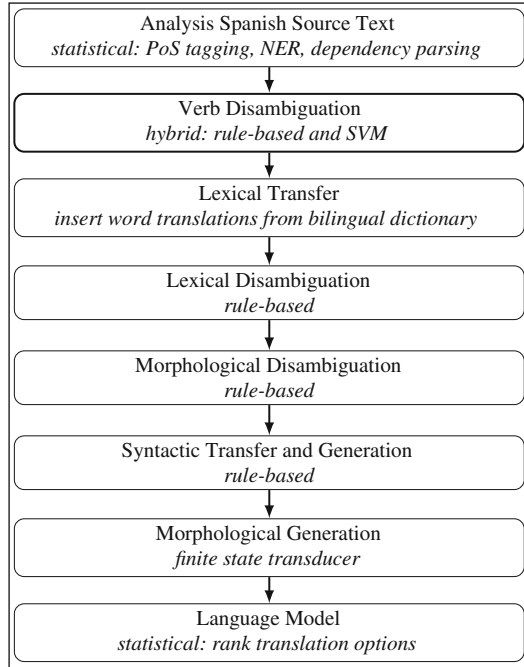 Analysis Spanish Source Text
statistical: PoS tagging, NER, dependency parsing
Verb Disambiguation
hybrid: rule-based and SVM
Lexical Transfer
insert word translations from bilingual dictionary
Lexical Disambiguation
rule-based
Morphological Disambiguation
rule-based
Syntactic Transfer and Generation
rule-based
Morphological Generation
finite state transducer
Language Model
statistical: rank translation options